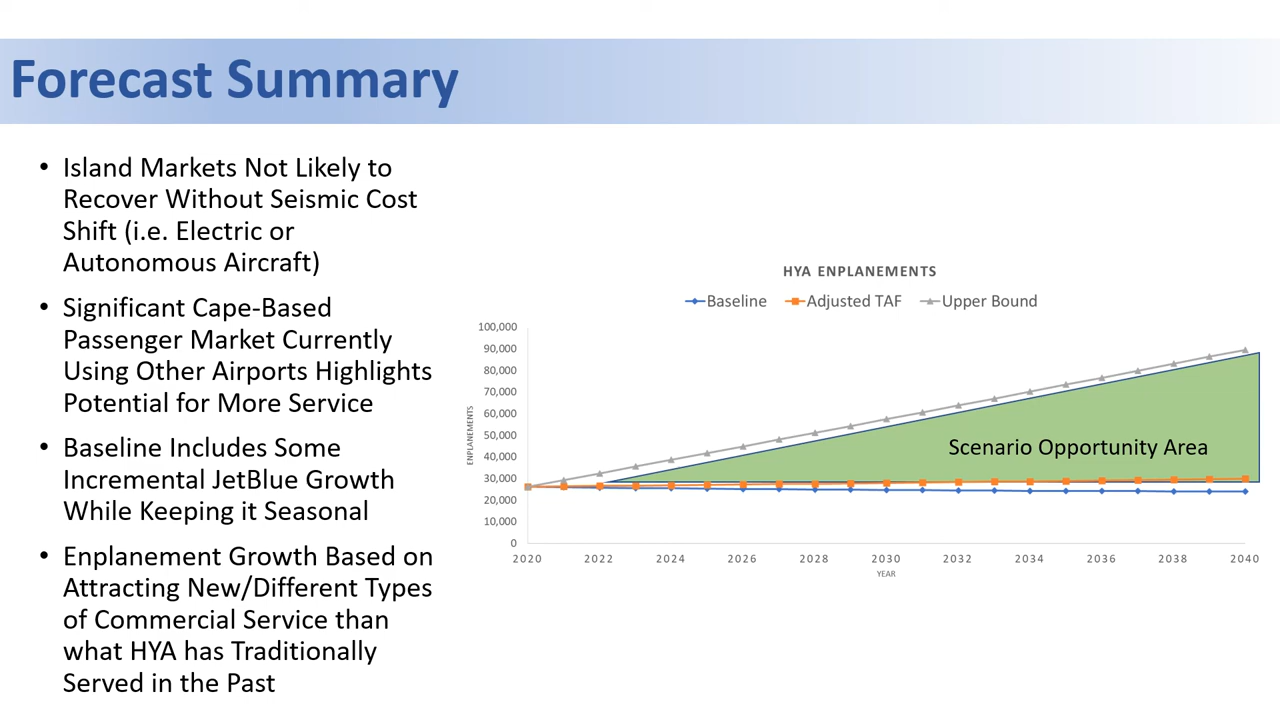 Forecast Summary
• Island Markets Not Likely to
Recover Without Seismic Cost
Shift (i.e. Electric or
Autonomous Aircraft)
• Significant Cape-Based
Passenger Market Currently
Using Other Airports Highlights
Potential for More Service
• Baseline Includes Some
Incremental JetBlue Growth
While Keeping it Seasonal
• Enplanement Growth Based on
Attracting New/Different Types
of Commercial Service than
what HYA has Traditionally
Served in the Past
HYA ENPLANEMENTS
Baseline Adjusted TAF Upper Bound
100,000
90,000
80,000
70,000
60,000
50,000
40,000
30,000
20,000
10,000
0
ENPLANEMENTS
Scenario Opportunity Area
2020 2022 2024 2026 2028 2030 2032 2034 2036 2038 2040
YEAR